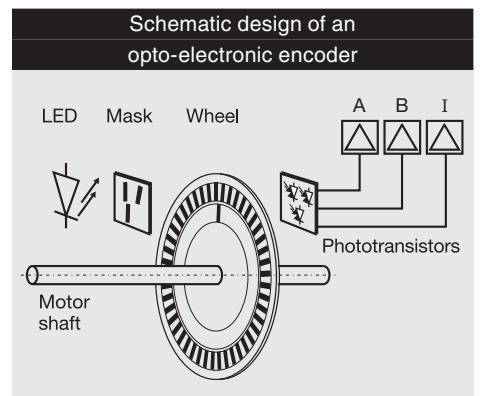 Schematic design of an
opto-electronic encoder
LED Mask Wheel
A B I
Phototransistors
Motor
shaft